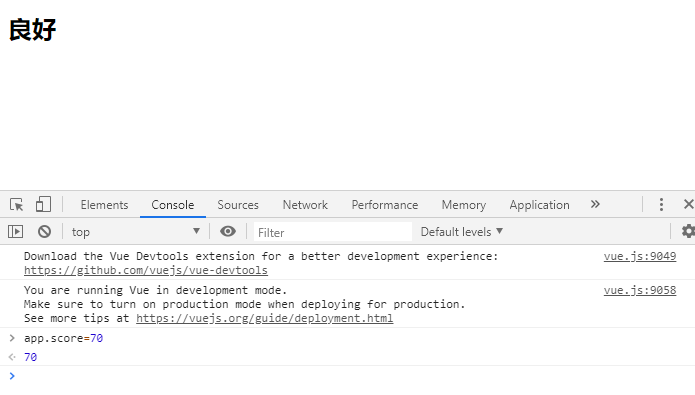 良好
Elements Console Sources Network Performance Memory Application »
top ▼ Filter Default levels ▼
Download the Vue Devtools extension for a better development experience: vue.js:9049
https://github.com/vuejs/vue-devtools
You are running Vue in development mode. vue.js:9058
Make sure to turn on production mode when deploying for production.
See more tips at https://vuejs.org/guide/deployment.html
> app.score=70
70
>